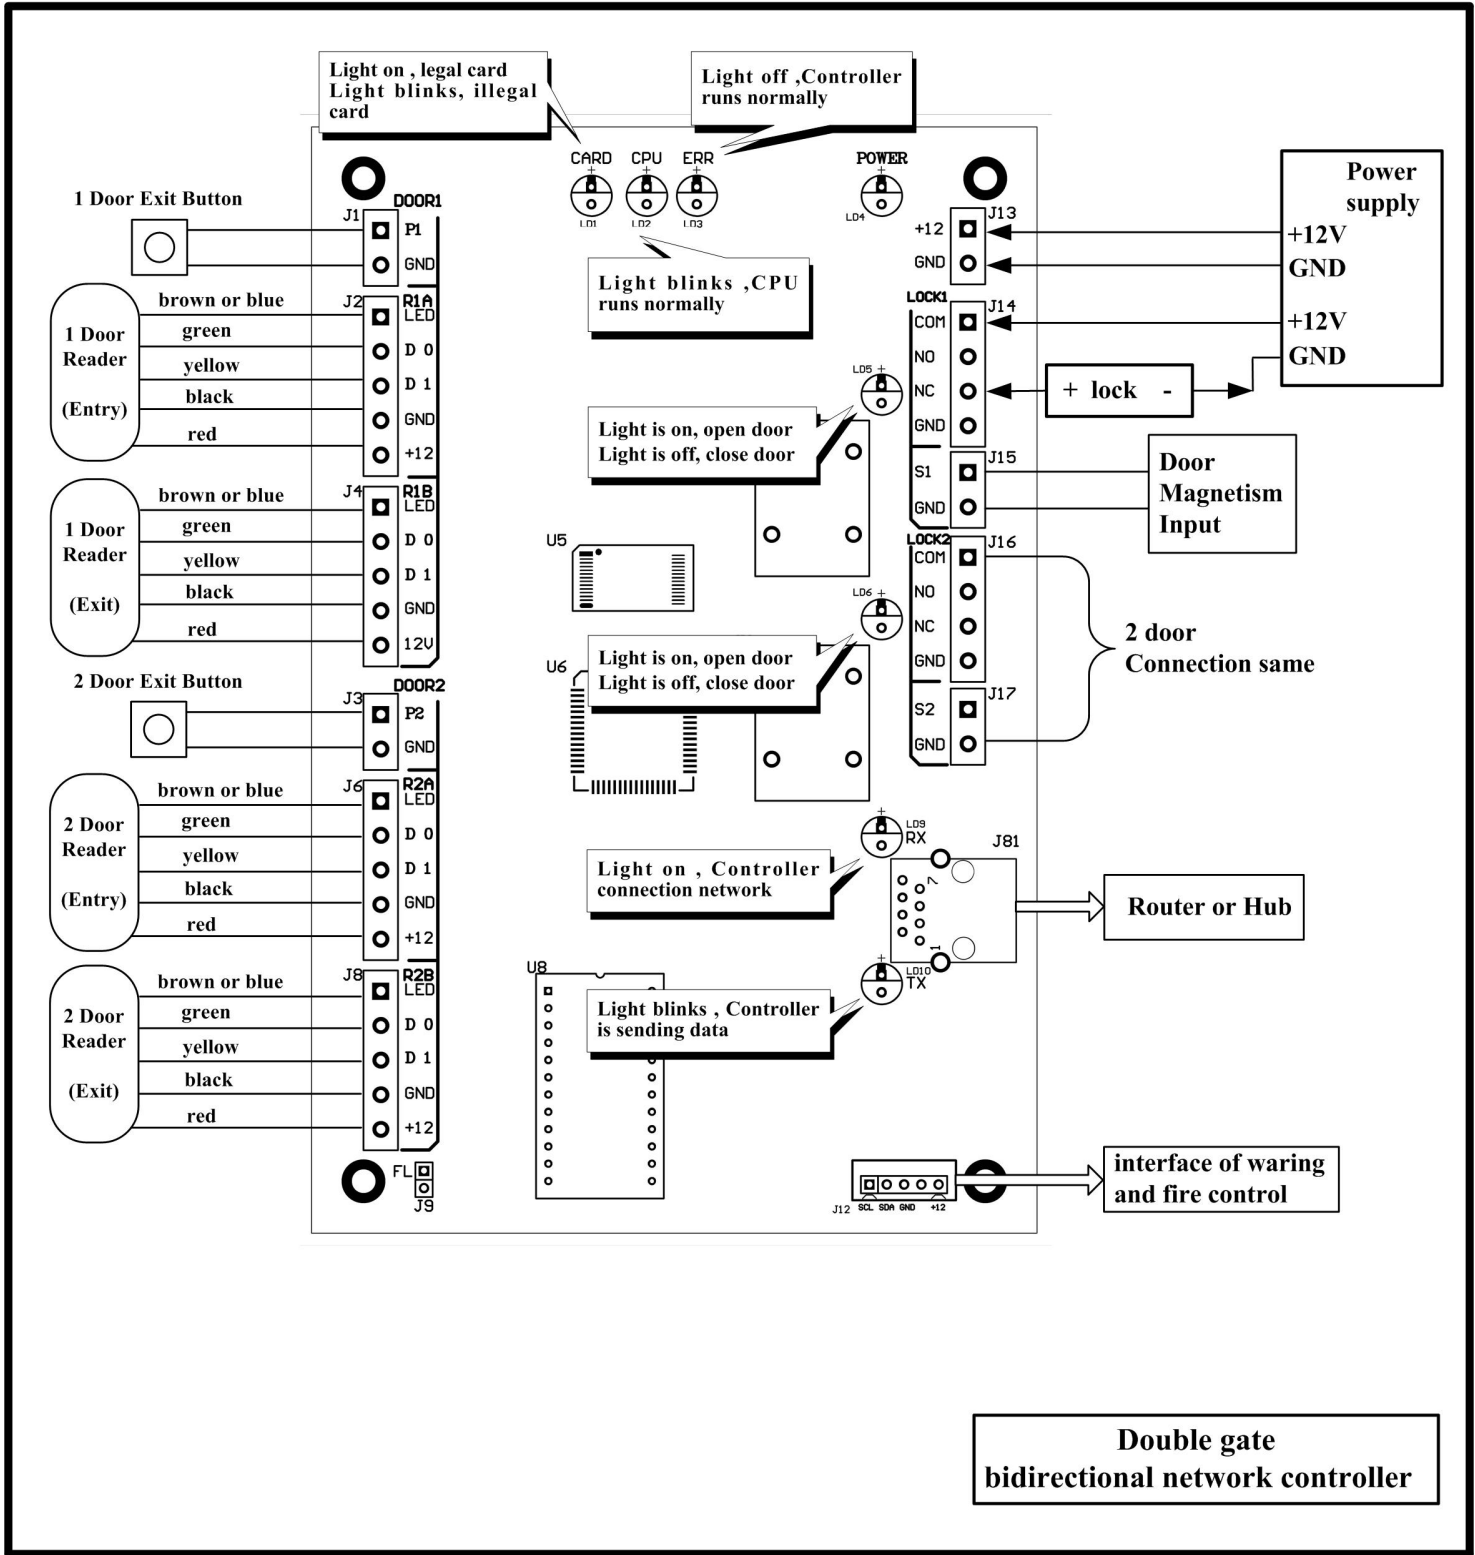 Light on , legal card
Light blinks, illegal
card
Light off ,Controller
runs normally
CARD
CPU
ERR
POWER
+
+
+
+
LD1
LD2
LD3
LD4
Light blinks ,CPU
runs normally
1 Door Exit Button
J1
DOOR1
P1
GND
1 Door
Reader
(Entry)
brown or blue
green
yellow
black
red
J2
R1A
LED
D 0
D 1
GND
+12
1 Door
Reader
(Exit)
brown or blue
green
yellow
black
red
J4
R1B
LED
D 0
D 1
GND
12V
2 Door Exit Button
J3
DOOR2
P2
GND
2 Door
Reader
(Entry)
brown or blue
green
yellow
black
red
J6
R2A
LED
D 0
D 1
GND
+12
2 Door
Reader
(Exit)
brown or blue
green
yellow
black
red
J8
R2B
LED
D 0
D 1
GND
+12
FL
J9
LD5 +
Light is on, open door
Light is off, close door
U5
LD6 +
Light is on, open door
Light is off, close door
U6
+
LD9
RX
Light on , Controller
connection network
J81
7
1
U8
+
LD10
TX
Light blinks , Controller
is sending data
J12
SCL SDA GND +12
+12
J13
GND
LOCK1
J14
COM
NO
NC
GND
S1
J15
GND
LOCK2
J16
COM
NO
NC
GND
S2
J17
GND
Power
supply
+12V
GND
+12V
GND
+ lock -
Door
Magnetism
Input
2 door
Connection same
Router or Hub
interface of waring
and fire control
Double gate
bidirectional network controller